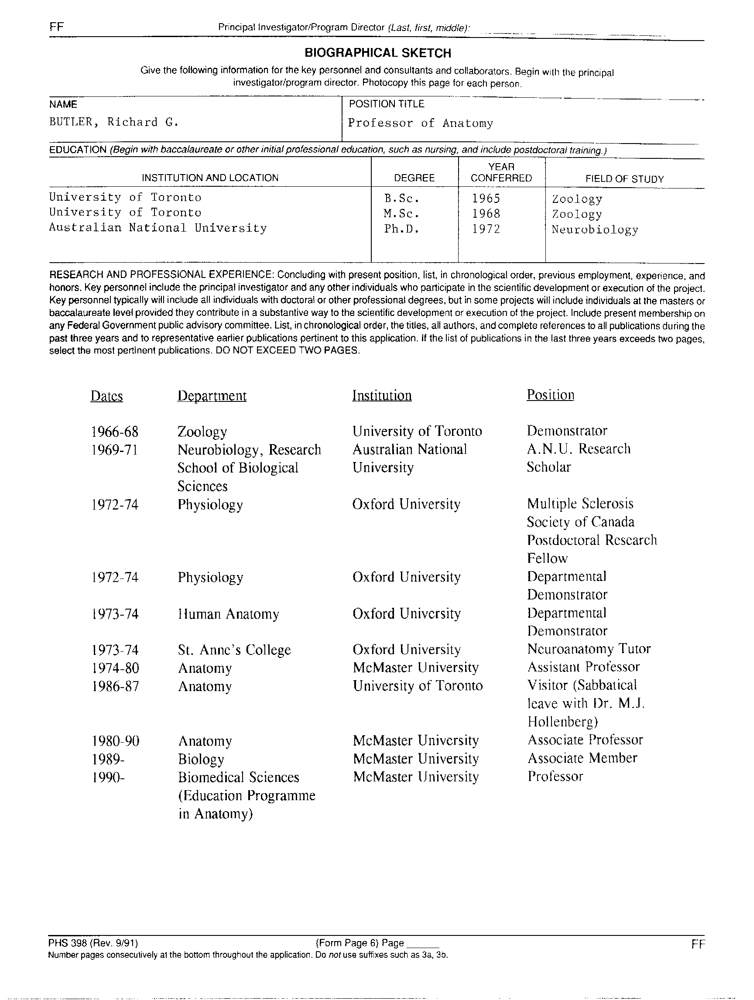 FF
Principal Investigator/Program Director (Last, first, middle):
BIOGRAPHICAL SKETCH
Give the following information for the key personnel and consultants and collaborators. Begin with the principal
investigator/program director. Photocopy this page for each person.
NAME
POSITION TITLE
BUTLER, Richard G.
Professor of Anatomy
EDUCATION (Begin with baccalaureate or other initial professional education, such as nursing, and include postdoctoral training.)
INSTITUTION AND LOCATION DEGREE YEAR CONFERRED FIELD OF STUDY
University of Toronto B.Sc. 1965 Zoology
University of Toronto M.Sc. 1968 Zoology
Australian National University Ph.D. 1972 Neurobiology
RESEARCH AND PROFESSIONAL EXPERIENCE: Concluding with present position, list, in chronological order, previous employment, experience, and
honors. Key personnel include the principal investigator and any other individuals who participate in the scientific development or execution of the project.
Key personnel typically will include all individuals with doctoral or other professional degrees, but in some projects will include individuals at the masters or
baccalaureate level provided they contribute in a substantive way to the scientific development or execution of the project. Include present membership on
any Federal Government public advisory committee. List, in chronological order, the titles, all authors, and complete references to all publications during the
past three years and to representative earlier publications pertinent to this application. If the list of publications in the last three years exceeds two pages,
select the most pertinent publications. DO NOT EXCEED TWO PAGES.
Dates Department Institution Position
1966-68 Zoology University of Toronto Demonstrator
1969-71 Neurobiology, Research Australian National A.N.U. Research
School of Biological University Scholar
Sciences
1972-74 Physiology Oxford University Multiple Sclerosis
Society of Canada
Postdoctoral Research
Fellow
1972-74 Physiology Oxford University Departmental
Demonstrator
1973-74 Human Anatomy Oxford University Departmental
Demonstrator
1973-74 St. Anne's College Oxford University Neuroanatomy Tutor
1974-80 Anatomy McMaster University Assistant Professor
1986-87 Anatomy University of Toronto Visitor (Sabbatical
leave with Dr. M.J.
Hollenberg)
1980-90 Anatomy McMaster University Associate Professor
1989- Biology McMaster University Associate Member
1990- Biomedical Sciences McMaster University Professor
(Education Programme
in Anatomy)
PHS 398 (Rev. 9/91) (Form Page 6) Page ______ FF
Number pages consecutively at the bottom throughout the application. Do not use suffixes such as 3a, 3b.